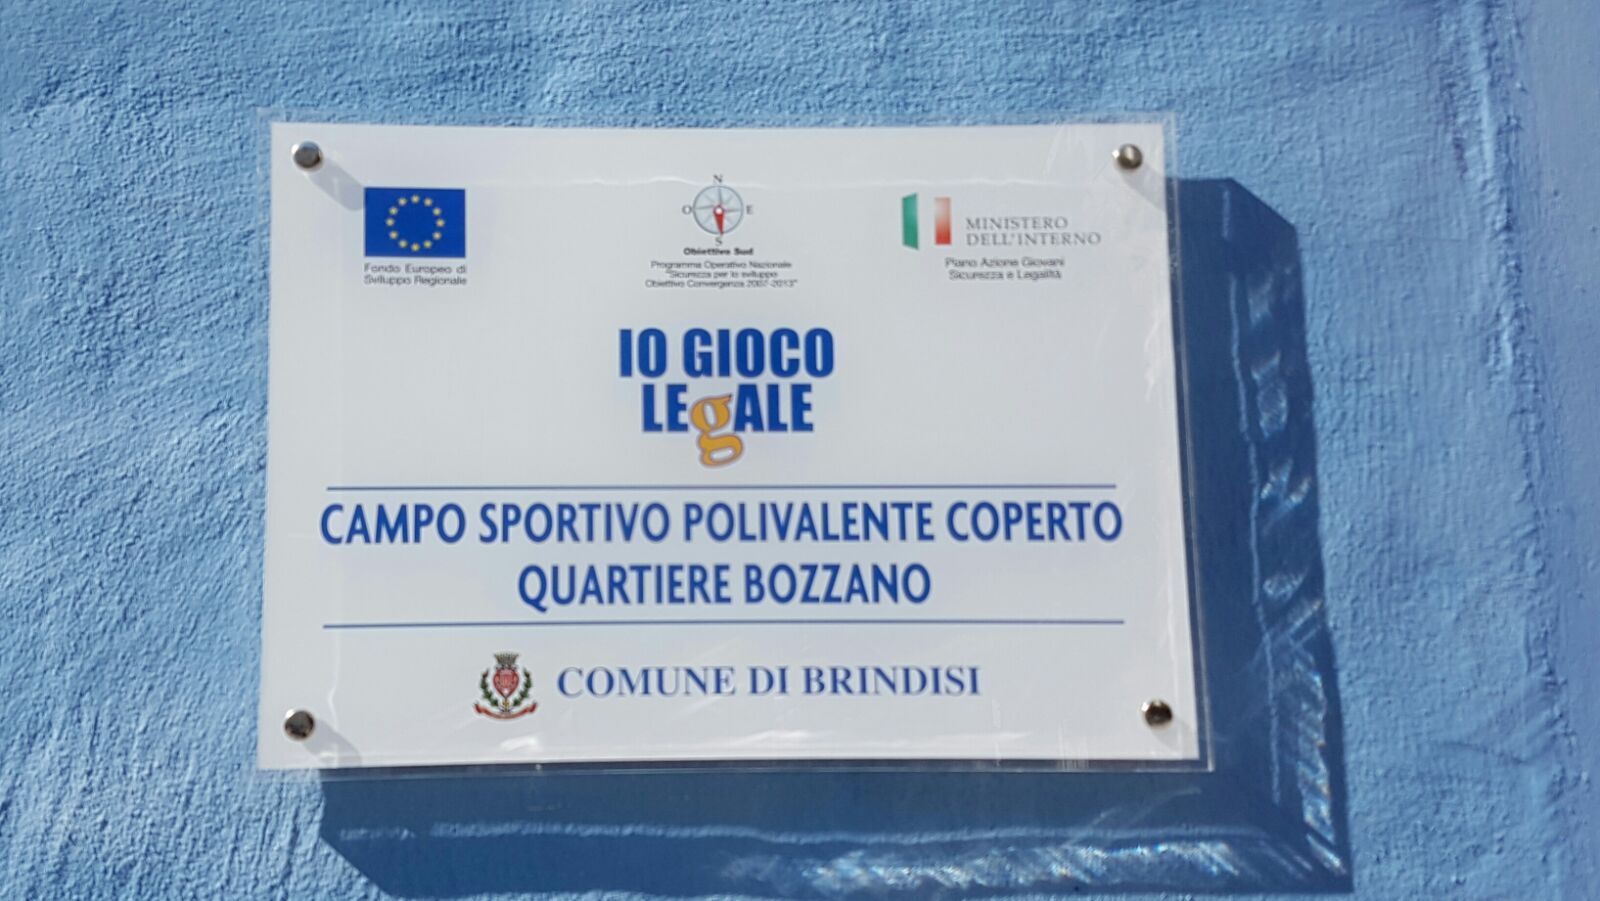 N
O E
S
Obiettivo Sud
Fondo Europeo di
Sviluppo Regionale
Programma Operativo Nazionale
"Sicurezza per lo sviluppo
Obiettivo Convergenza 2007-2013"
MINISTERO
DELL'INTERNO
Piano Azione Giovani
Sicurezza e Legalità
IO GIOCO
LEgALE
CAMPO SPORTIVO POLIVALENTE COPERTO
QUARTIERE BOZZANO
COMUNE DI BRINDISI